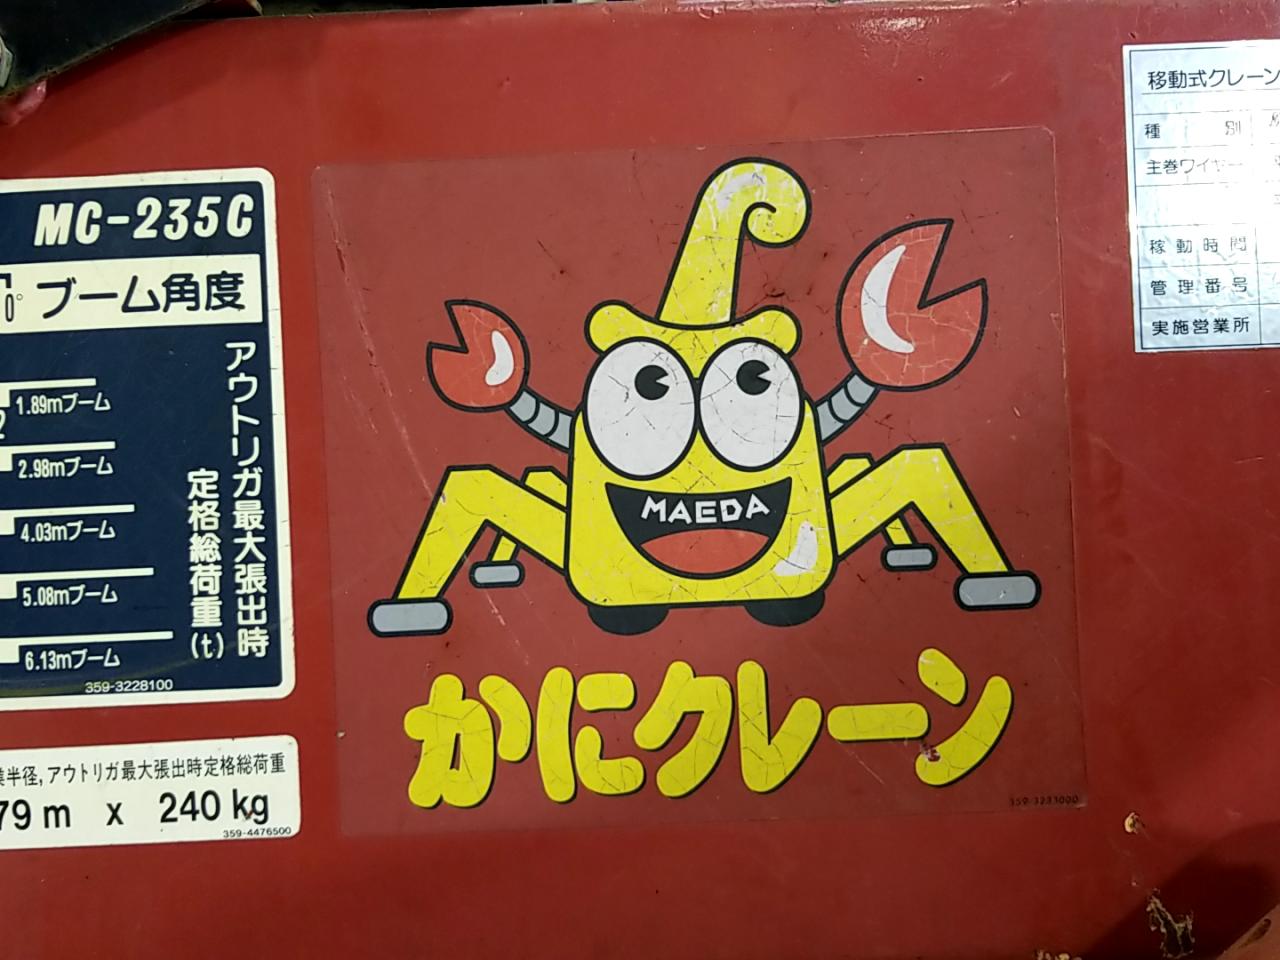 MC-235C
0° ブーム角度
アウトリガ最大張出時
定格総荷重(t)
1.89mブーム
2.98mブーム
4.03mブーム
5.08mブーム
6.13mブーム
359-3228100
半径,アウトリガ最大張出時定格総荷重
79 m x 240 kg
359-4476500
MAEDA
かにクレーン
359-3233000
移動式クレーン
種別
主巻ワイヤー
稼動時間
管理番号
実施営業所